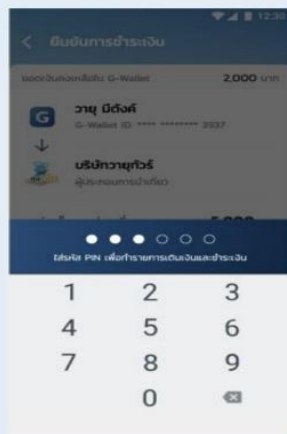 12:30
< ยืนยันการชำระเงิน
ยอดเงินคงเหลือใน G-Wallet 2,000 บาท
G วายุ มีตังค์
G-Wallet ID **** ******** 3937
บริษัทวายุทัวร์
ผู้ประกอบการนำเที่ยว
5,000
ใส่รหัส PIN เพื่อทำรายการเติมเงินและชำระเงิน
1 2 3
4 5 6
7 8 9
0